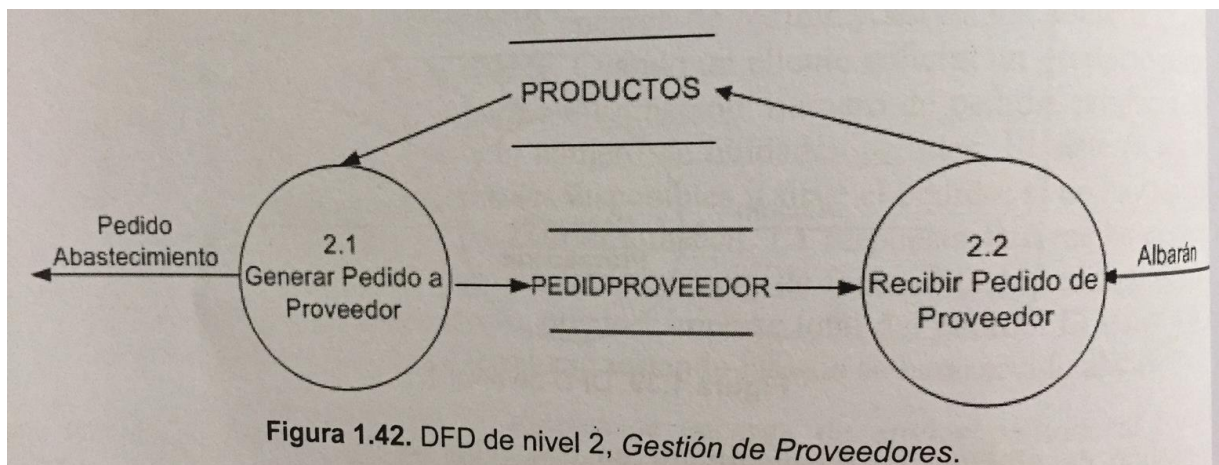 PRODUCTOS
Pedido
Abastecimiento
2.1
Generar Pedido a
Proveedor
PEDIDPROVEEDOR
2.2
Recibir Pedido de
Proveedor
Albarán
Figura 1.42. DFD de nivel 2, Gestión de Proveedores.